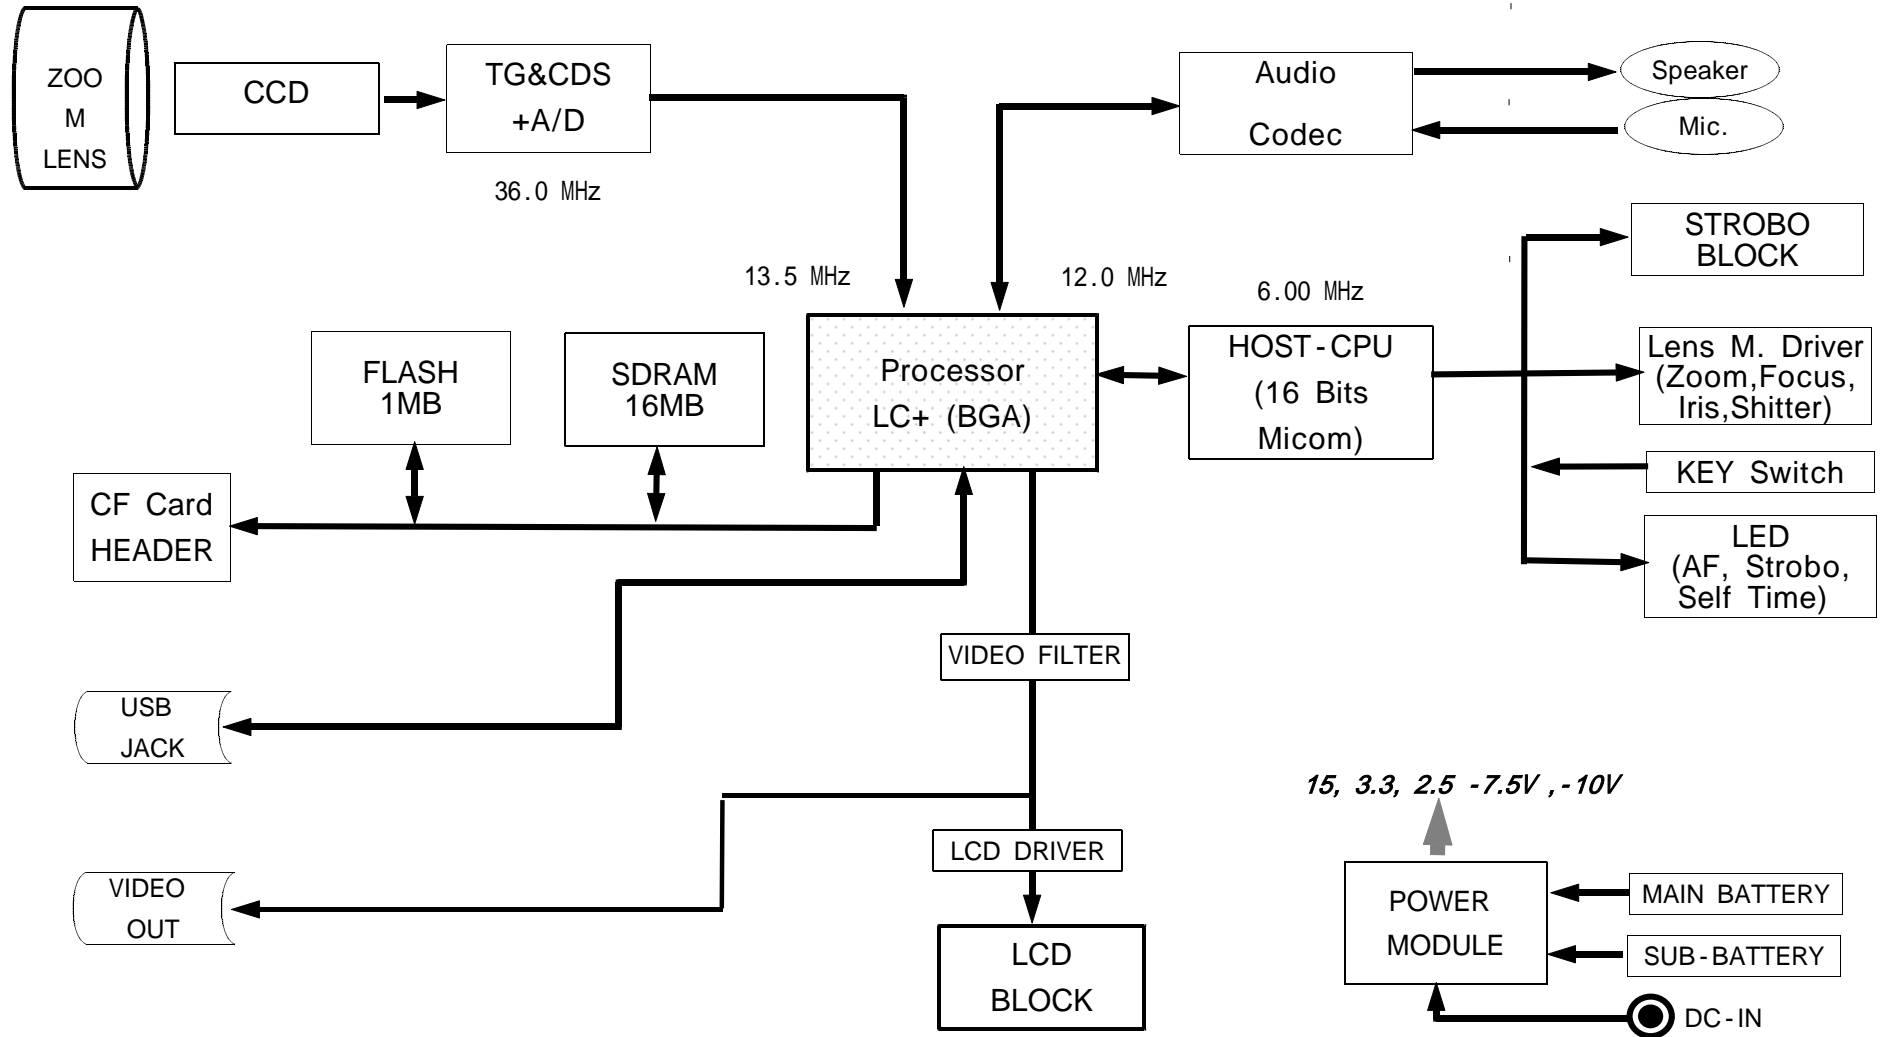 ZOO
M
LENS
CCD
TG&CDS
+A/D
36.0 MHz
Audio
Codec
Speaker
Mic.
STROBO
BLOCK
13.5 MHz
12.0 MHz
6.00 MHz
FLASH
1MB
SDRAM
16MB
Processor
LC+ (BGA)
HOST-CPU
(16 Bits
Micom)
Lens M. Driver
(Zoom,Focus,
Iris,Shitter)
KEY Switch
CF Card
HEADER
LED
(AF, Strobo,
Self Time)
VIDEO FILTER
USB
JACK
15, 3.3, 2.5 -7.5V ,-10V
LCD DRIVER
VIDEO
OUT
LCD
BLOCK
POWER
MODULE
MAIN BATTERY
SUB-BATTERY
DC-IN